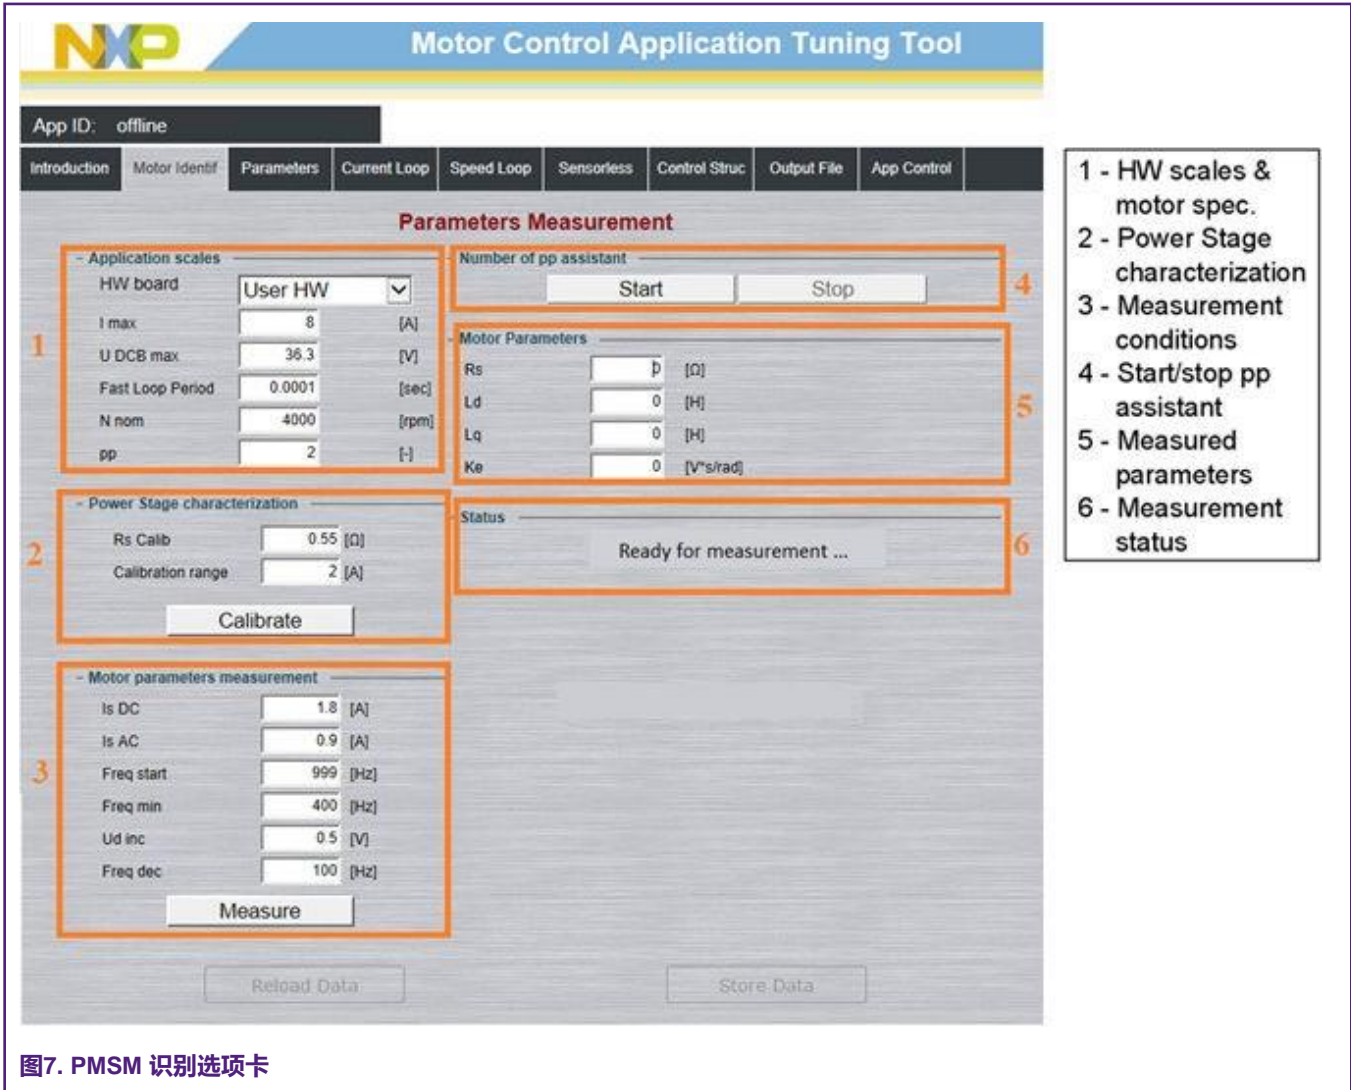 NXP
Motor Control Application Tuning Tool
App ID: offline
Introduction
Motor Identif
Parameters
Current Loop
Speed Loop
Sensorless
Control Struc
Output File
App Control
Parameters Measurement
1
Application scales
HW board User HW
I max 8 [A]
U DCB max 36.3 [V]
Fast Loop Period 0.0001 [sec]
N nom 4000 [rpm]
pp 2 [-]
2
Power Stage characterization
Rs Calib 0.55 [Ω]
Calibration range 2 [A]
Calibrate
3
Motor parameters measurement
Is DC 1.8 [A]
Is AC 0.9 [A]
Freq start 999 [Hz]
Freq min 400 [Hz]
Ud inc 0.5 [V]
Freq dec 100 [Hz]
Measure
Number of pp assistant
Start Stop
4
Motor Parameters
Rs 0 [Ω]
Ld 0 [H]
Lq 0 [H]
Ke 0 [V*s/rad]
5
Status
Ready for measurement ...
6
Reload Data
Store Data
1 - HW scales &
motor spec.
2 - Power Stage
characterization
3 - Measurement
conditions
4 - Start/stop pp
assistant
5 - Measured
parameters
6 - Measurement
status
图7. PMSM 识别选项卡